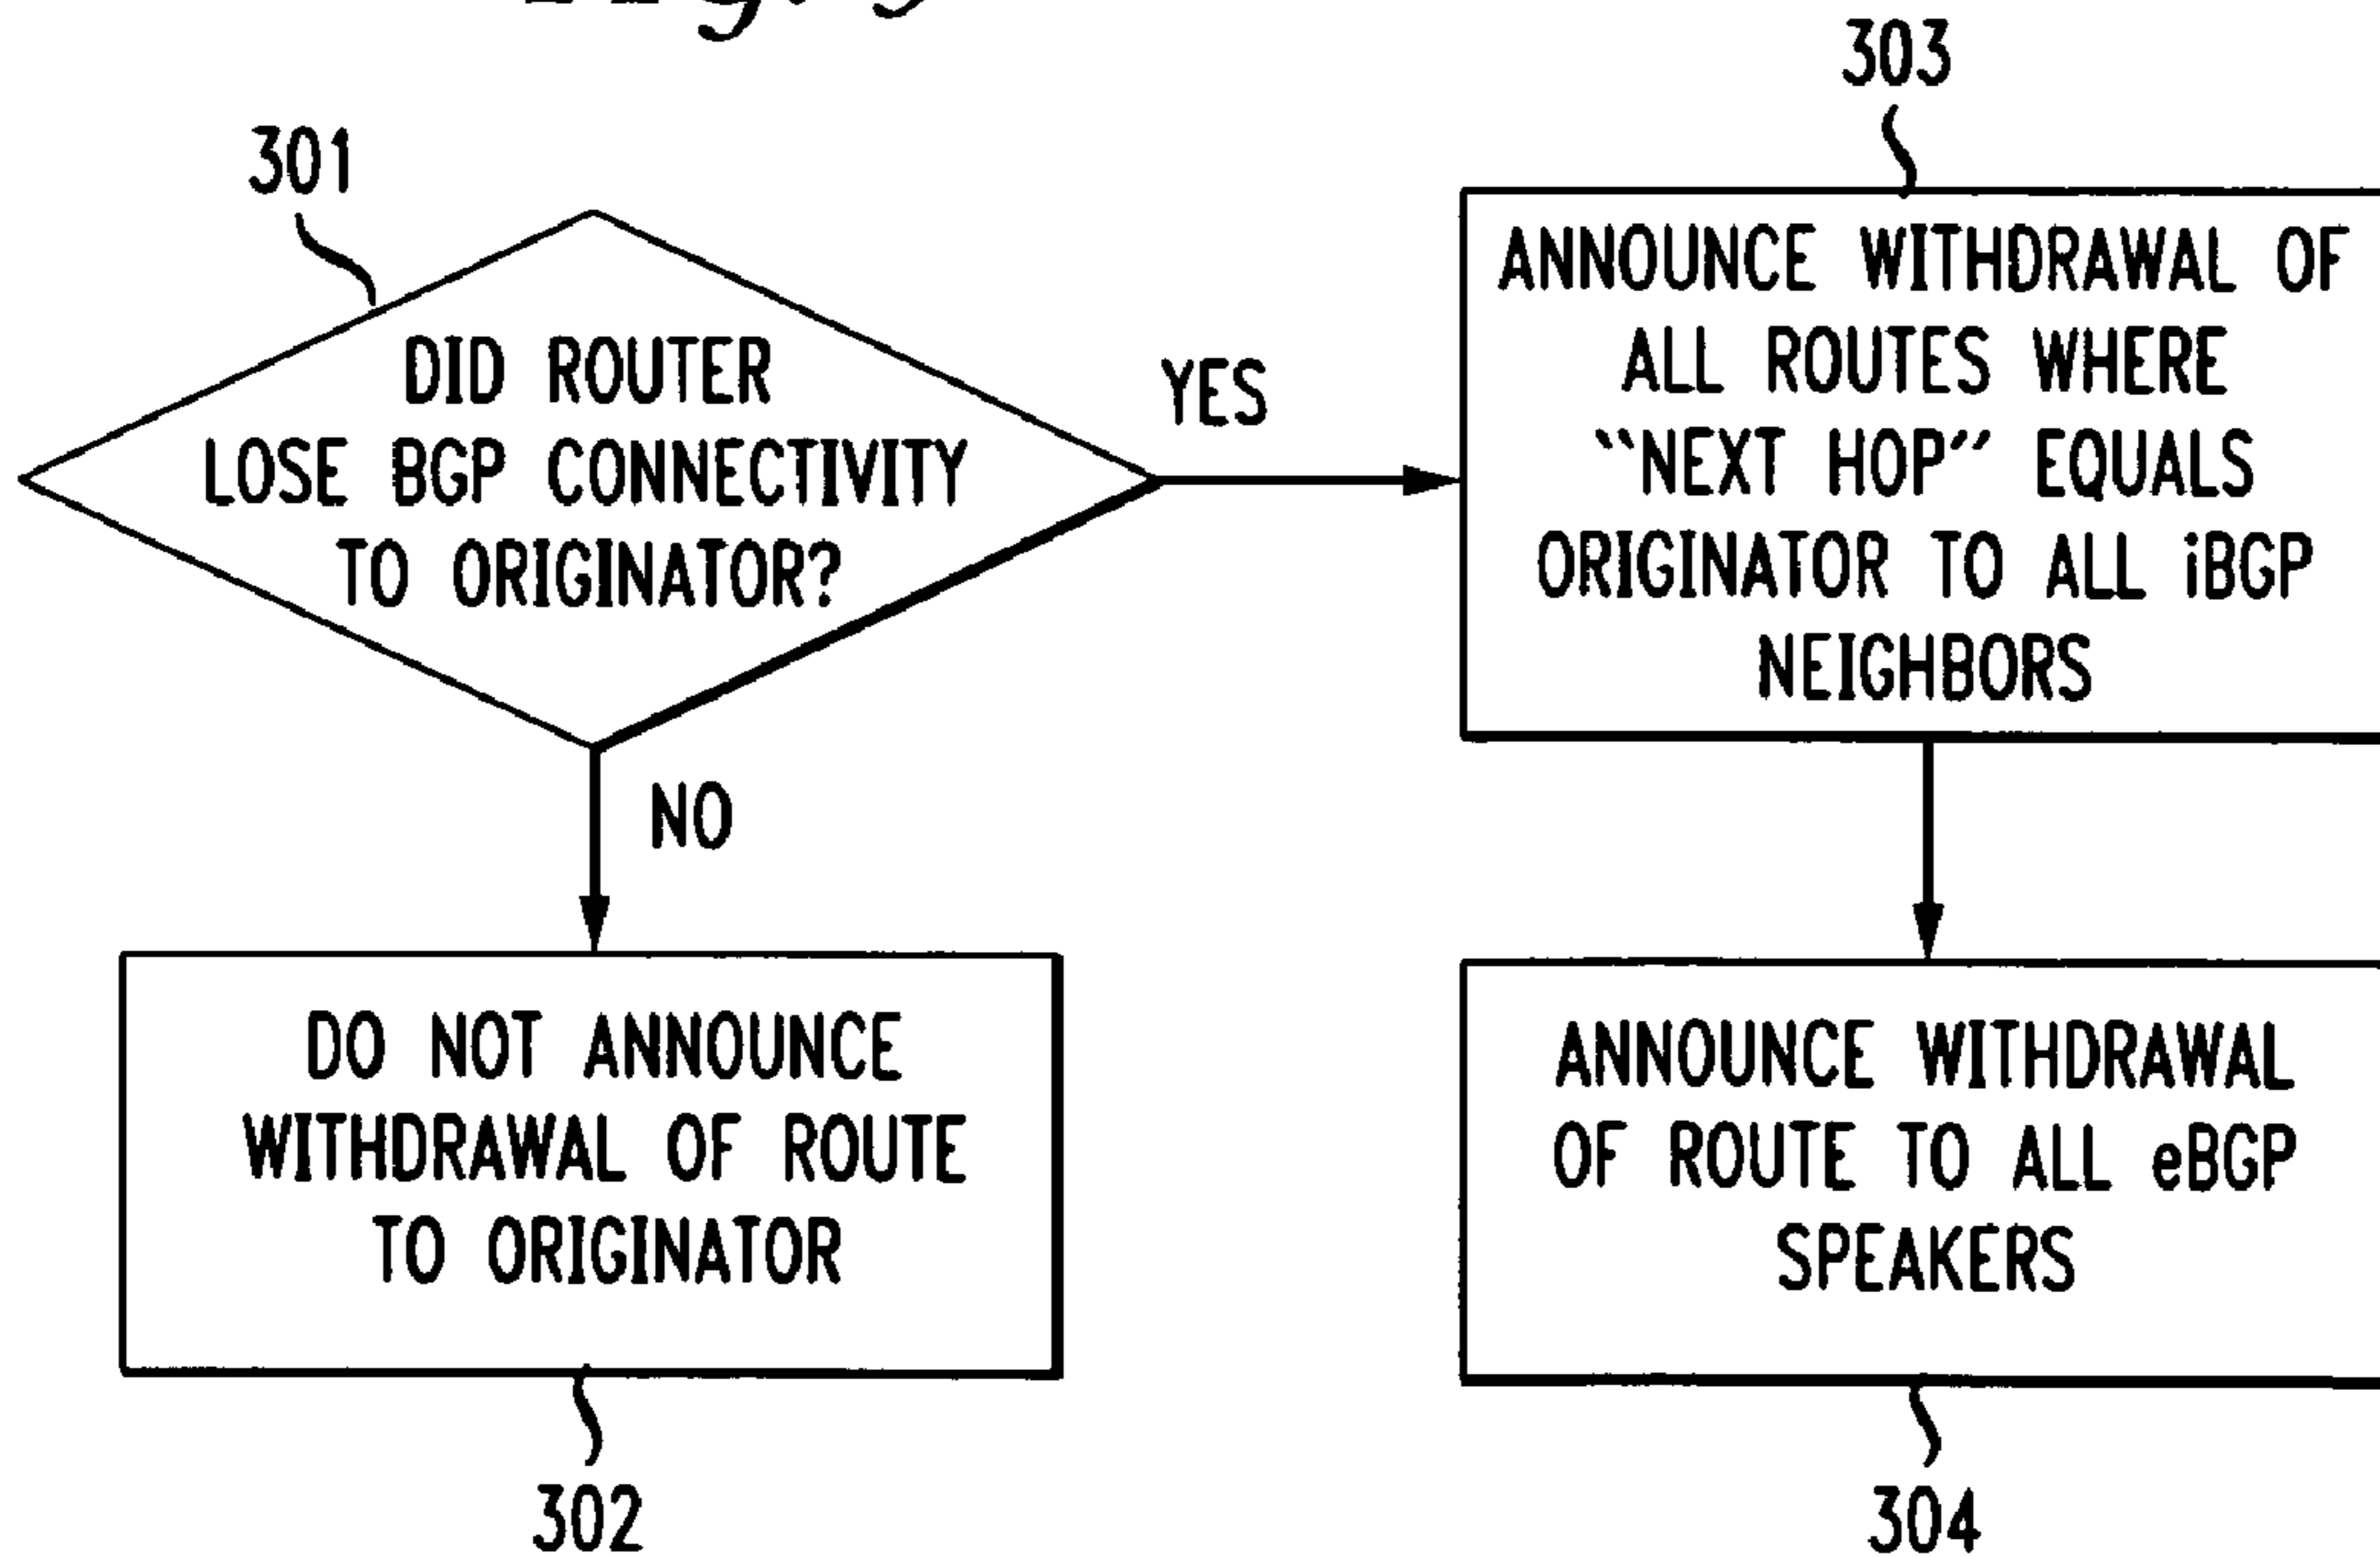 303
301
DID ROUTER
LOSE BGP CONNECTIVITY
TO ORIGINATOR?
YES
NO
ANNOUNCE WITHDRAWAL OF
ALL ROUTES WHERE
“NEXT HOP” EQUALS
ORIGINATOR TO ALL iBGP
NEIGHBORS
DO NOT ANNOUNCE
WITHDRAWAL OF ROUTE
TO ORIGINATOR
302
ANNOUNCE WITHDRAWAL
OF ROUTE TO ALL eBGP
SPEAKERS
304